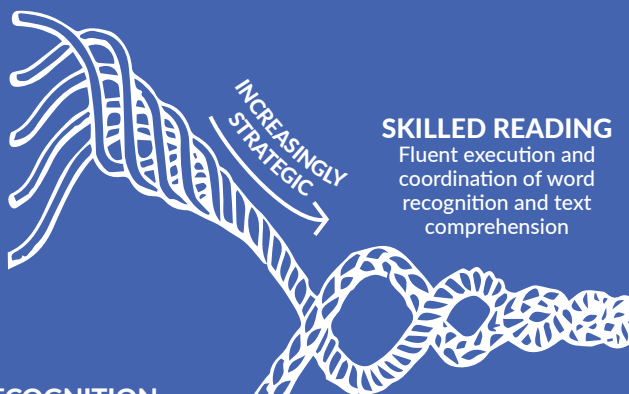 INCREASINGLY
STRATEGIC
SKILLED READING
Fluent execution and
coordination of word
recognition and text
comprehension